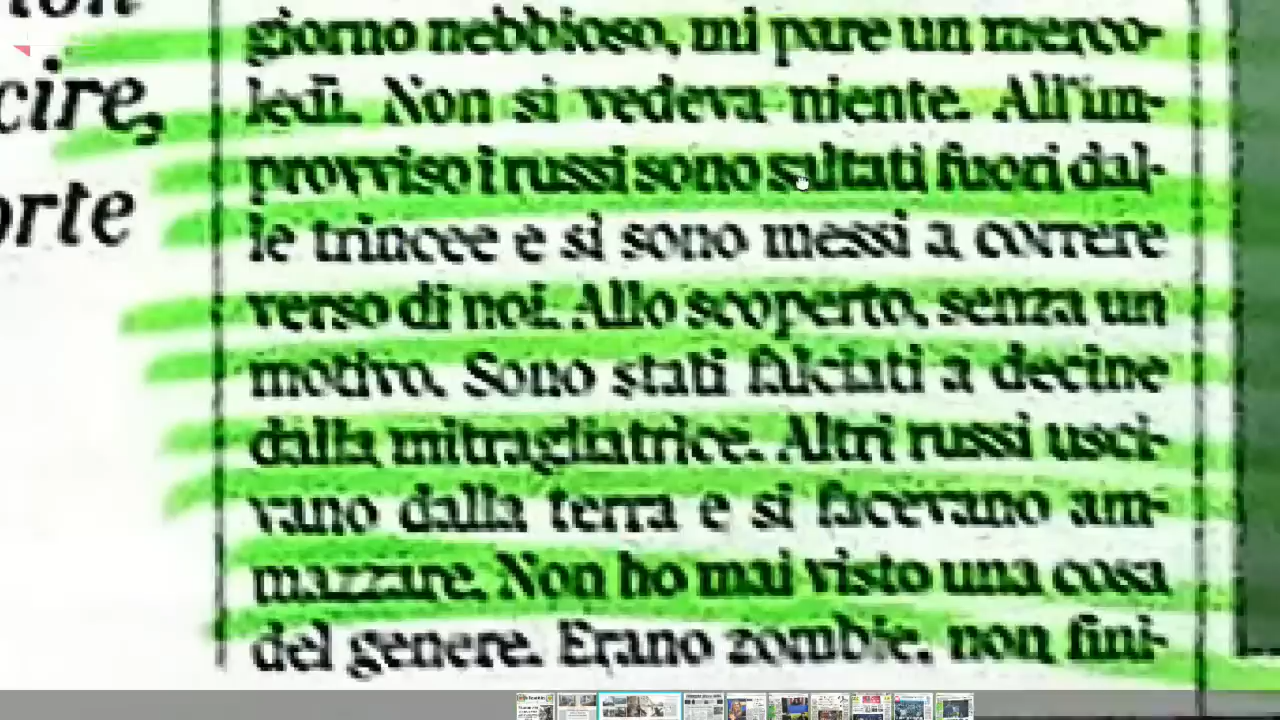 cire,
orte
giorno nebbioso, mi pare un merco-
ledì. Non si vedeva niente. All'im-
provviso i russi sono saltati fuori dal-
le trincee e si sono messi a correre
verso di noi. Allo scoperto, senza un
motivo. Sono stati falciati a decine
dalla mitragliatrice. Altri russi usci-
vano dalla terra e si facevano am-
mazzare. Non ho mai visto una cosa
del genere. Erano zombie, non fini-